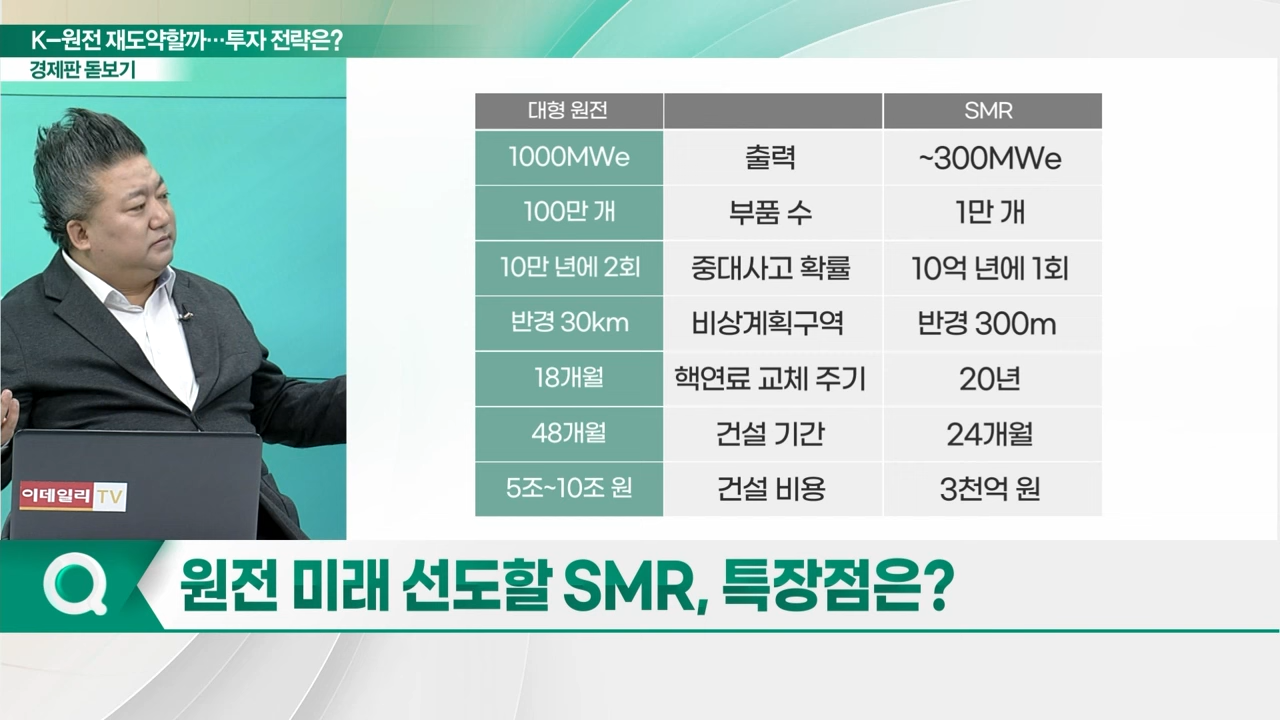 K-원전 재도약할까…투자 전략은?
경제판 돋보기
대형 원전 SMR
1000MWe 출력 ~300MWe
100만 개 부품 수 1만 개
10만 년에 2회 중대사고 확률 10억 년에 1회
반경 30km 비상계획구역 반경 300m
18개월 핵연료 교체 주기 20년
48개월 건설 기간 24개월
5조~10조 원 건설 비용 3천억 원
이데일리TV
원전 미래 선도할 SMR, 특장점은?